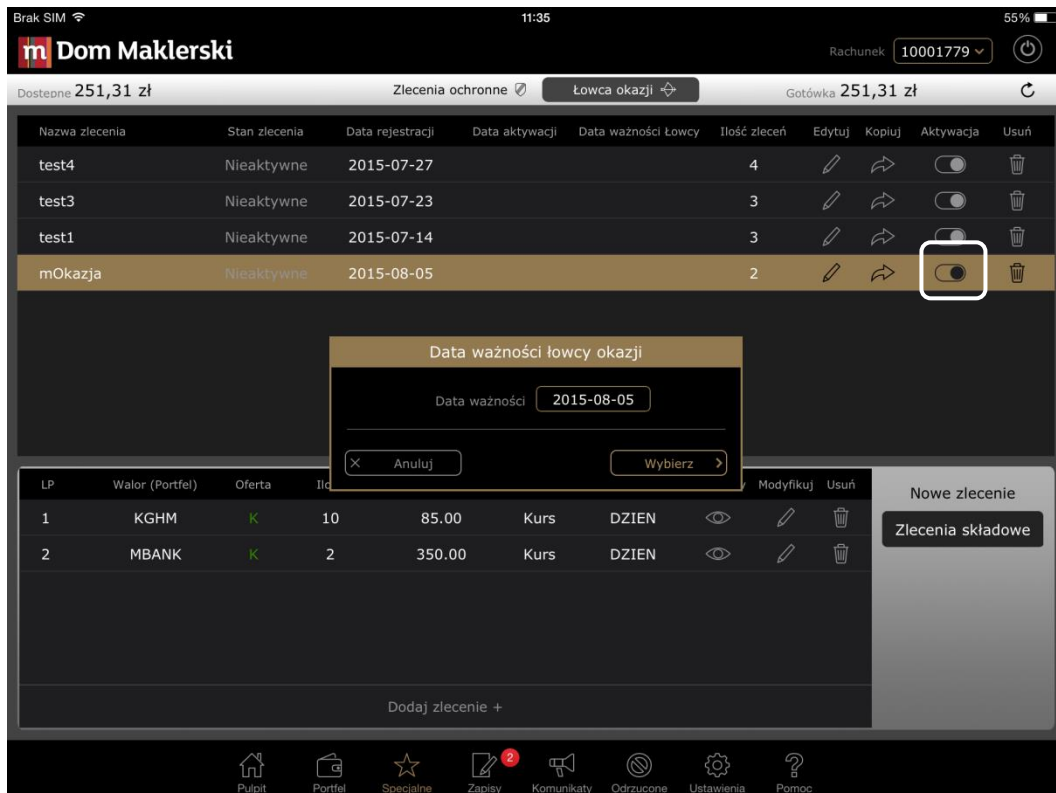 Brak SIM 11:35 55%
m Dom Maklerski Rachunek 10001779
Dostępne 251,31 zł Zlecenia ochronne Łowca okazji Gotówka 251,31 zł
Nazwa zlecenia Stan zlecenia Data rejestracji Data aktywacji Data ważności Łowcy Ilość zleceń Edytuj Kopiuj Aktywacja Usuń
test4 Nieaktywne 2015-07-27 4
test3 Nieaktywne 2015-07-23 3
test1 Nieaktywne 2015-07-14 3
mOkazja Nieaktywne 2015-08-05 2
Data ważności łowcy okazji
Data ważności 2015-08-05
Anuluj Wybierz
LP Walor (Portfel) Oferta Modyfikuj Usuń
Nowe zlecenie
1 KGHM K 10 85.00 Kurs DZIEN
Zlecenia składowe
2 MBANK K 2 350.00 Kurs DZIEN
Dodaj zlecenie +
2
Pulpit Portfel Specjalne Zapisy Komunikaty Odrzucone Ustawienia Pomoc